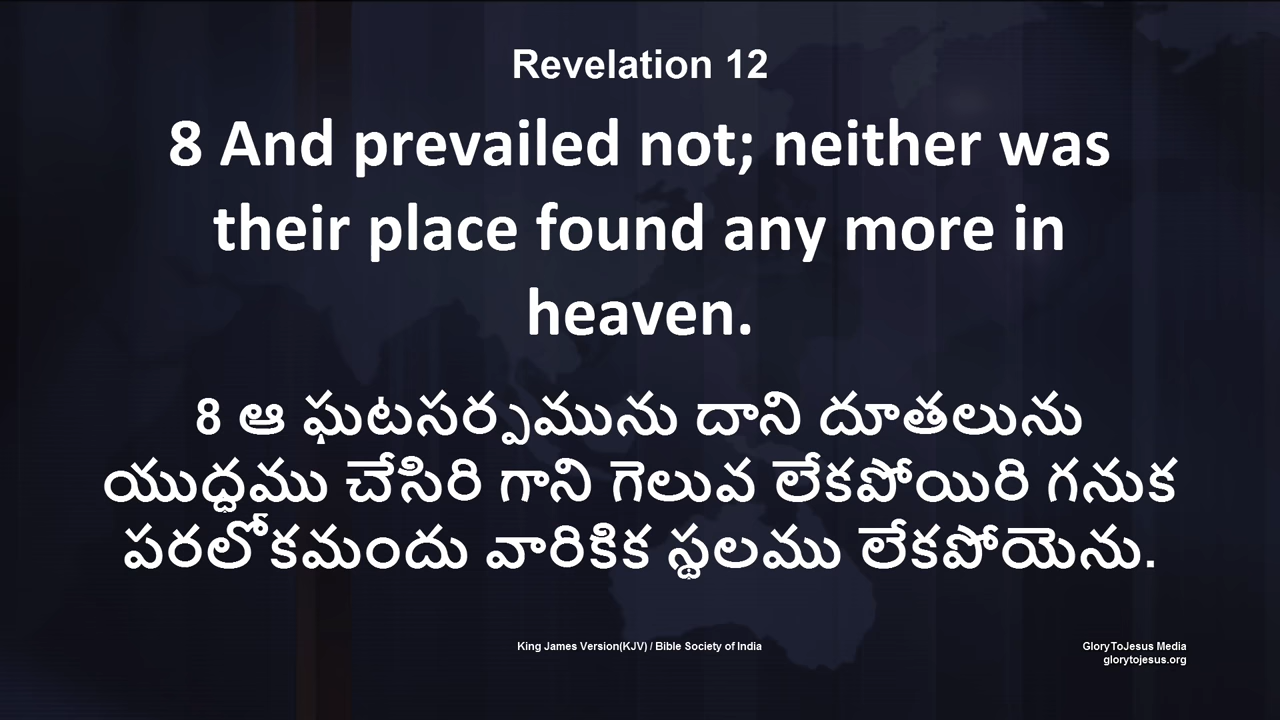 Revelation 12
8 And prevailed not; neither was
their place found any more in
heaven.
8 ఆ ఘటసర్పమును దాని దూతలును
యుద్ధము చేసిరి గాని గెలువ లేకపోయిరి గనుక
పరలోకమందు వారికిక స్థలము లేకపోయెను.
King James Version(KJV) / Bible Society of India
GloryToJesus Media
glorytojesus.org